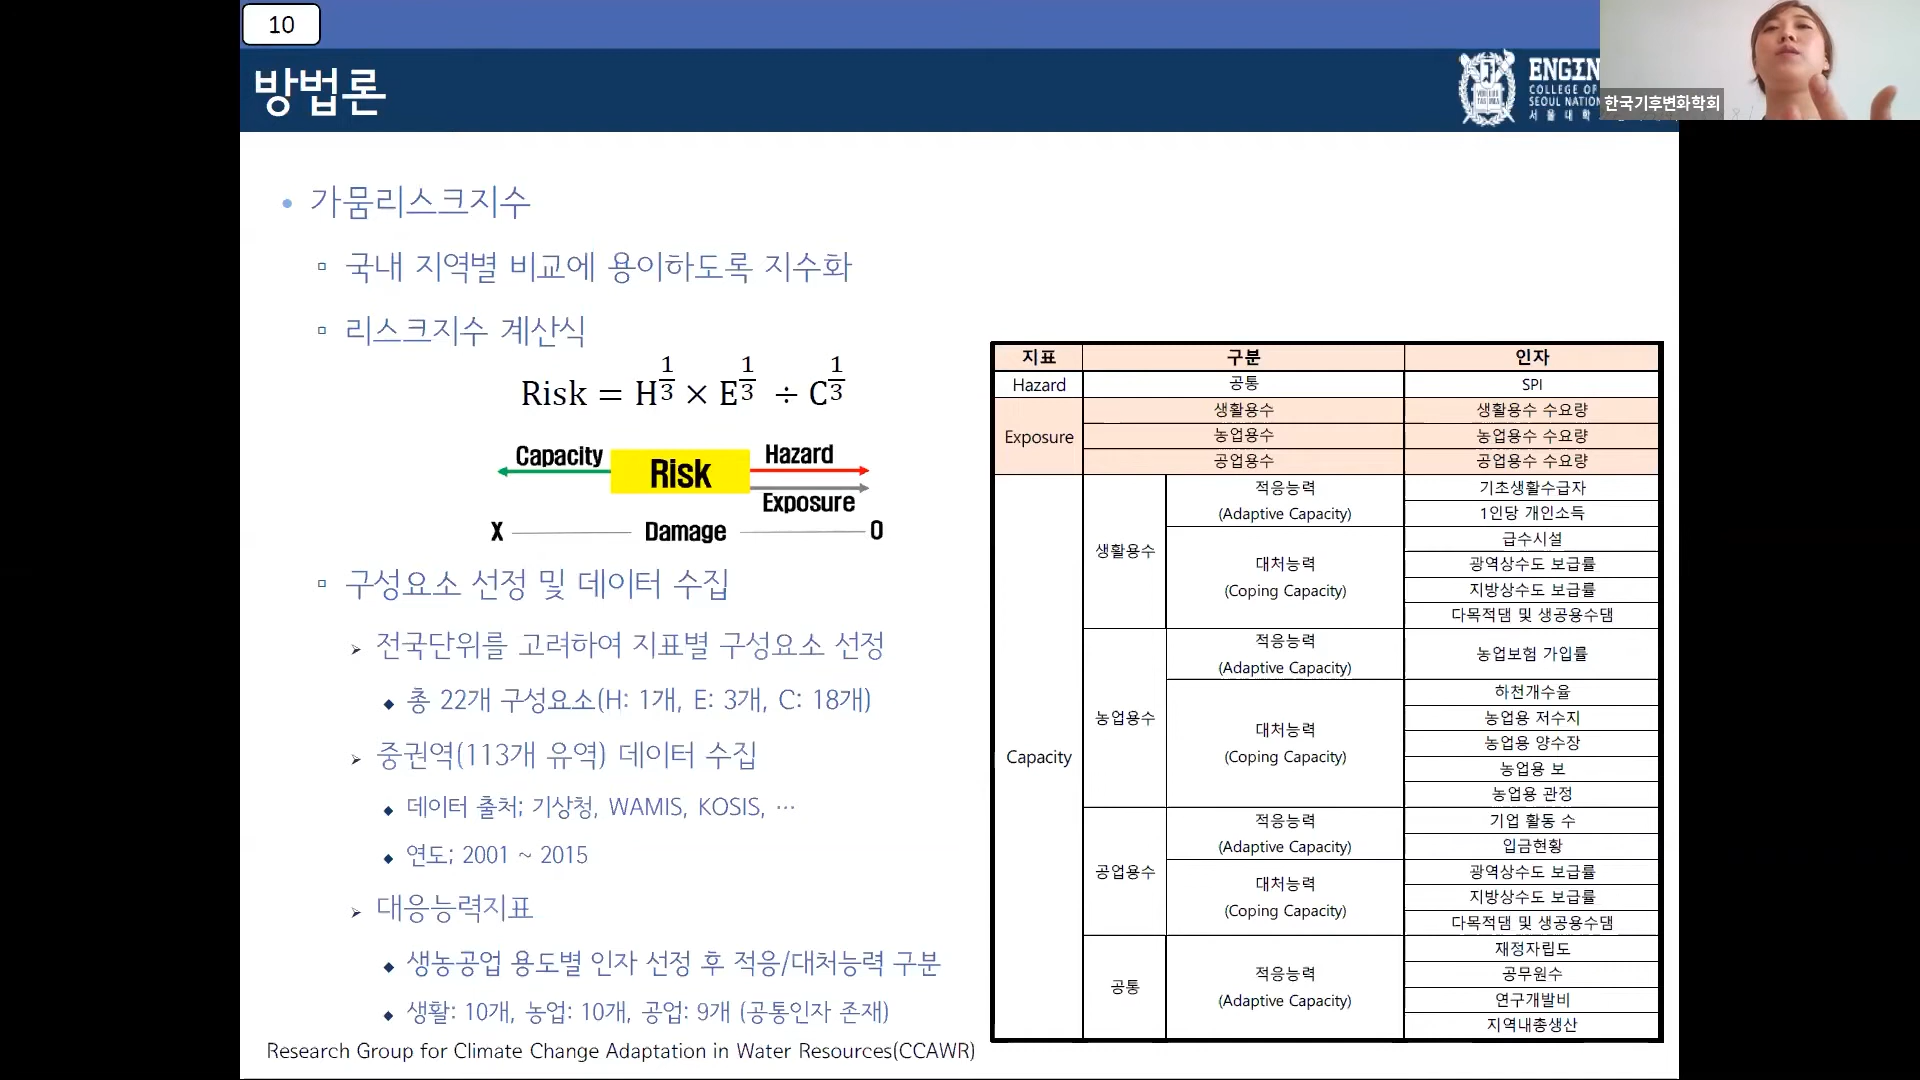 10
방법론
ENGIN
COLLEGE OF
SEOUL NATION
서울대학
한국기후변화학회
• 가뭄리스크지수
▫ 국내 지역별 비교에 용이하도록 지수화
▫ 리스크지수 계산식
Risk = H^{1/3} × E^{1/3} ÷ C^{1/3}
Capacity Risk Hazard
Exposure
X Damage O
▫ 구성요소 선정 및 데이터 수집
➢ 전국단위를 고려하여 지표별 구성요소 선정
◆ 총 22개 구성요소(H: 1개, E: 3개, C: 18개)
➢ 중권역(113개 유역) 데이터 수집
◆ 데이터 출처; 기상청, WAMIS, KOSIS, …
◆ 연도; 2001 ~ 2015
➢ 대응능력지표
◆ 생농공업 용도별 인자 선정 후 적응/대처능력 구분
◆ 생활: 10개, 농업: 10개, 공업: 9개 (공통인자 존재)
Research Group for Climate Change Adaptation in Water Resources(CCAWR)
지표 구분 인자
Hazard 공통 SPI
Exposure
생활용수 생활용수 수요량
농업용수 농업용수 수요량
공업용수 공업용수 수요량
Capacity
생활용수
적응능력
(Adaptive Capacity)
기초생활수급자
1인당 개인소득
대처능력
(Coping Capacity)
급수시설
광역상수도 보급률
지방상수도 보급률
다목적댐 및 생공용수댐
농업용수
적응능력
(Adaptive Capacity)
농업보험 가입률
대처능력
(Coping Capacity)
하천개수율
농업용 저수지
농업용 양수장
농업용 보
농업용 관정
공업용수
적응능력
(Adaptive Capacity)
기업 활동 수
입금현황
대처능력
(Coping Capacity)
광역상수도 보급률
지방상수도 보급률
다목적댐 및 생공용수댐
공통
적응능력
(Adaptive Capacity)
재정자립도
공무원수
연구개발비
지역내총생산